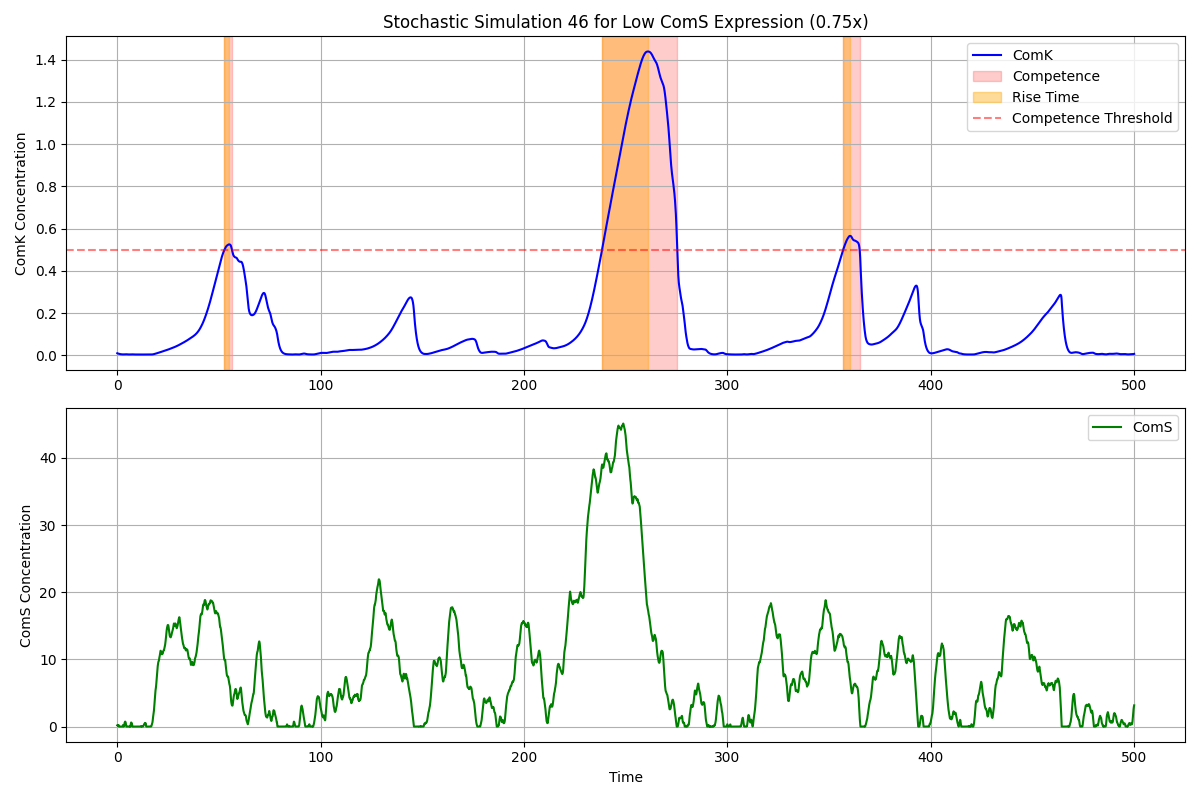 Stochastic Simulation 46 for Low ComS Expression (0.75x)
ComK Concentration
1.4
1.2
1.0
0.8
0.6
0.4
0.2
0.0
ComK
Competence
Rise Time
Competence Threshold
0 100 200 300 400 500
ComS Concentration
40
30
20
10
0
ComS
0 100 200 300 400 500
Time